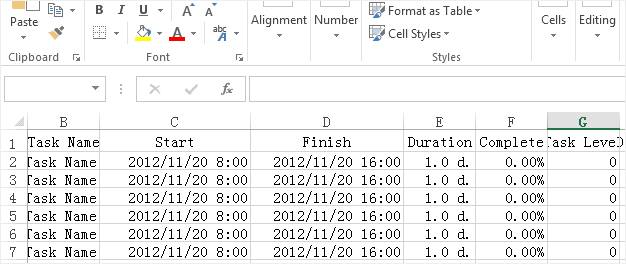 Paste B I U A A Alignment Number Format as Table Cells Editing
A abc Cell Styles
Clipboard Font Styles
fx
B C D E F G
1 Task Name Start Finish Duration Complete Task Level
2 Task Name 2012/11/20 8:00 2012/11/20 16:00 1.0 d. 0.00% 0
3 Task Name 2012/11/20 8:00 2012/11/20 16:00 1.0 d. 0.00% 0
4 Task Name 2012/11/20 8:00 2012/11/20 16:00 1.0 d. 0.00% 0
5 Task Name 2012/11/20 8:00 2012/11/20 16:00 1.0 d. 0.00% 0
6 Task Name 2012/11/20 8:00 2012/11/20 16:00 1.0 d. 0.00% 0
7 Task Name 2012/11/20 8:00 2012/11/20 16:00 1.0 d. 0.00% 0